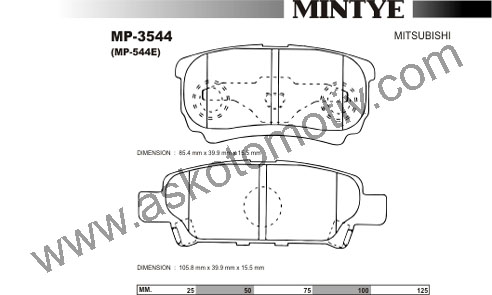 MINTYE
MP-3544
(MP-544E)
MITSUBISHI
DIMENSION : 85.4 mm x 39.9 mm x 15.5 mm
DIMENSION : 105.8 mm x 39.9 mm x 15.5 mm
MM. 25 50 75 100 125
www.askotomotiv.com